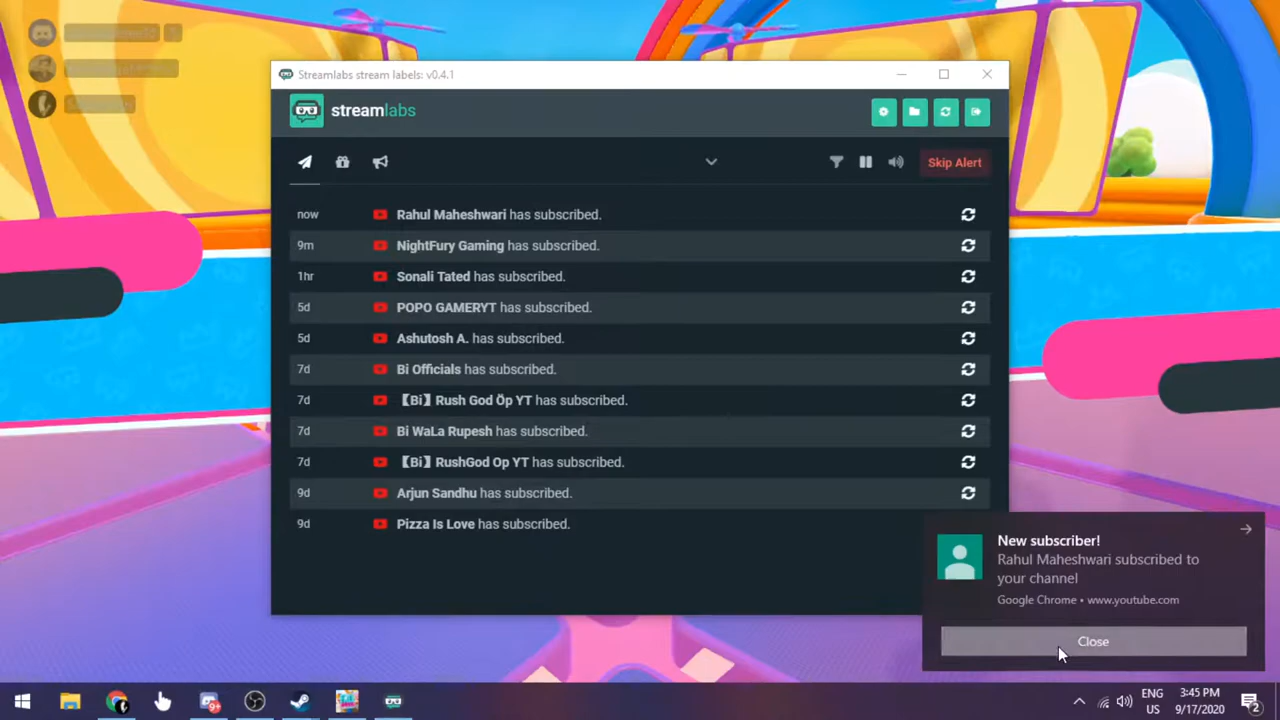 Streamlabs stream labels: v0.4.1
streamlabs
Skip Alert
now Rahul Maheshwari has subscribed.
9m NightFury Gaming has subscribed.
1hr Sonali Tated has subscribed.
5d POPO GAMERYT has subscribed.
5d Ashutosh A. has subscribed.
7d Bi Officials has subscribed.
7d 【Bi】Rush God Öp YT has subscribed.
7d Bi WaLa Rupesh has subscribed.
7d 【Bi】RushGod Op YT has subscribed.
9d Arjun Sandhu has subscribed.
9d Pizza Is Love has subscribed.
New subscriber!
Rahul Maheshwari subscribed to
your channel
Google Chrome • www.youtube.com
Close
9+
ENG
US
3:45 PM
9/17/2020
2